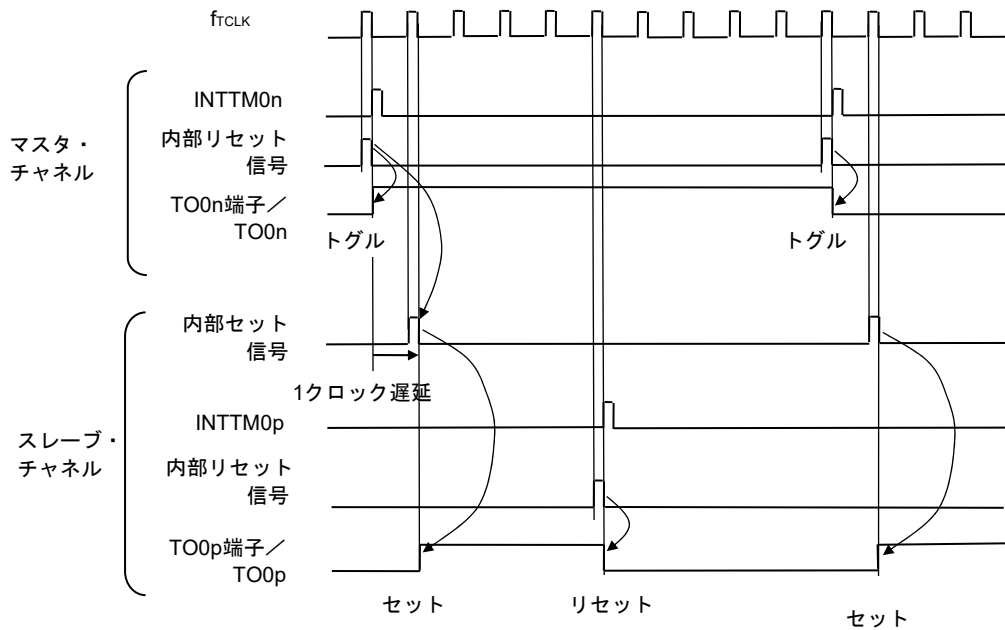 fTCLK
INTTM0n
マスタ・
チャネル
内部リセット
信号
TO0n端子／
TO0n
トグル
トグル
内部セット
信号
1クロック遅延
INTTM0p
スレーブ・
チャネル
内部リセット
信号
TO0p端子／
TO0p
セット
リセット
セット